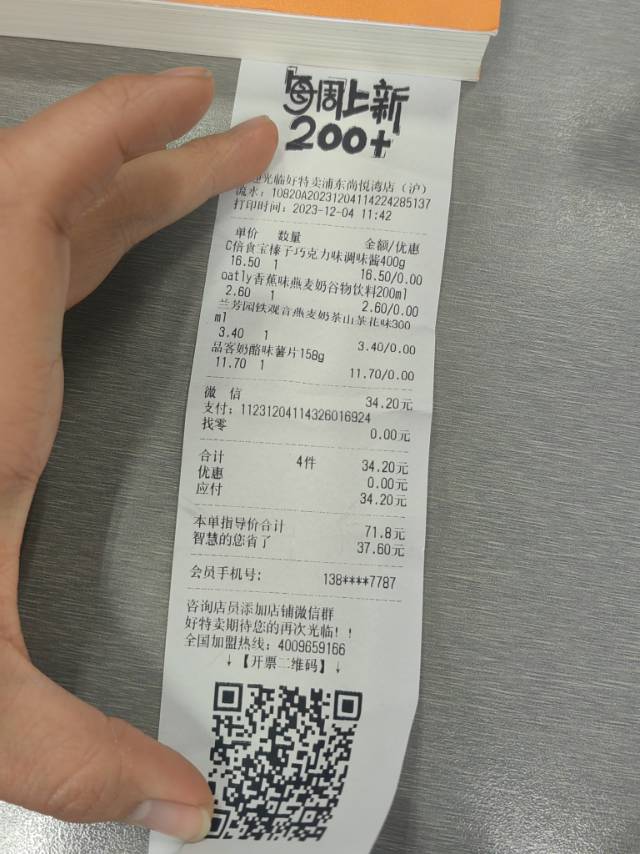 每周上新
200+
迎光临好特卖浦东尚悦湾店（沪）
流水：10820A20231204114224285137
打印时间：2023-12-04 11:42
单价 数量 金额/优惠
C倍食宝榛子巧克力味调味酱400g
16.50 1 16.50/0.00
oatly香蕉味燕麦奶谷物饮料200ml
2.60 1 2.60/0.00
兰芳园铁观音燕麦奶茶山茶花味300
ml
3.40 1 3.40/0.00
品客奶酪味薯片158g
11.70 1 11.70/0.00
微 信 34.20元
支付：11231204114326016924
找零 0.00元
合计 4件 34.20元
优惠 0.00元
应付 34.20元
本单指导价合计 71.8元
智慧的您省了 37.60元
会员手机号： 138****7787
咨询店员添加店铺微信群
好特卖期待您的再次光临！！
全国加盟热线：4009659166
↓【开票二维码】↓